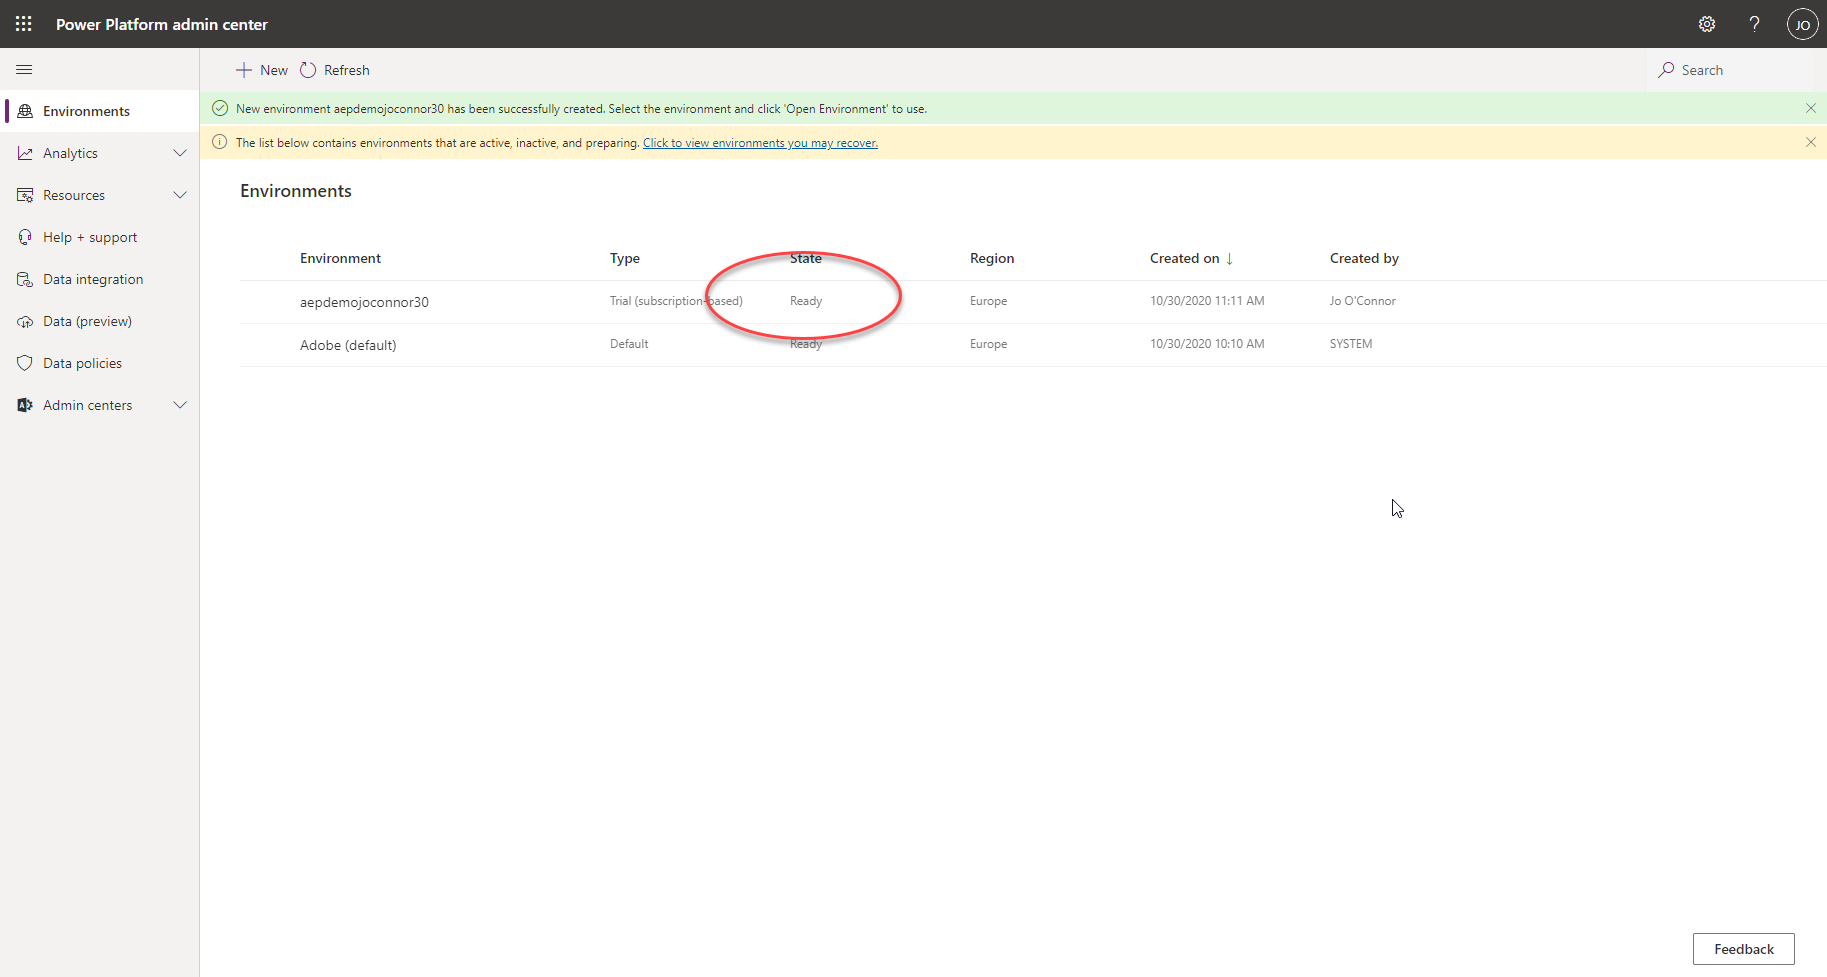 Power Platform admin center
JO
New
Refresh
Search
Environments
New environment aepdemojoconnor30 has been successfully created. Select the environment and click 'Open Environment' to use.
Analytics
The list below contains environments that are active, inactive, and preparing. Click to view environments you may recover.
Resources
Environments
Help + support
Environment Type State Region Created on ↓ Created by
Data integration
aepdemojoconnor30 Trial (subscription-based) Ready Europe 10/30/2020 11:11 AM Jo O'Connor
Data (preview)
Adobe (default) Default Ready Europe 10/30/2020 10:10 AM SYSTEM
Data policies
Admin centers
Feedback